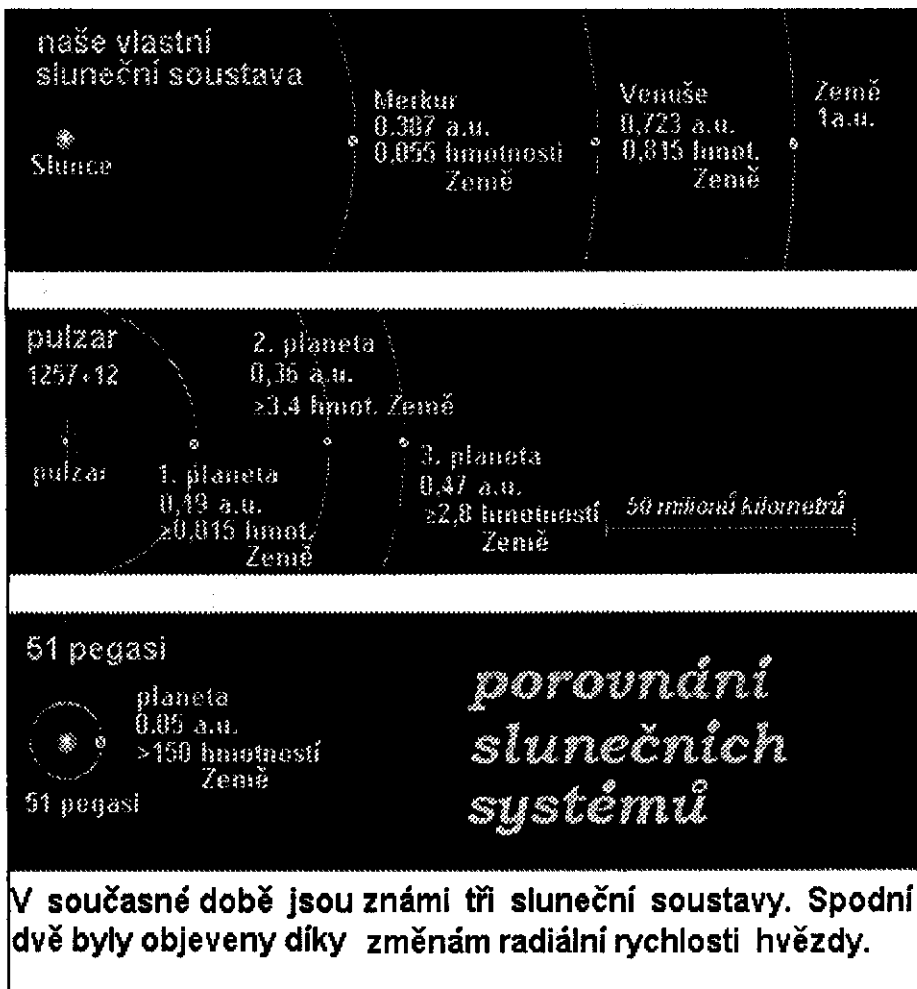 naše vlastní
sluneční soustava
Slunce
Merkur
0.387 a.u.
0,055 hmotnosti
Země
Venuše
0,723 a.u.
0,815 hmot.
Země
Země
1a.u.
pulzar
1257+12
pulzar
1. planeta
0,19 a.u.
≥0,815 hmot.
Země
2. planeta
0,36 a.u.
≥3.4 hmot. Země
3. planeta
0,47 a.u.
≥2,8 hmotností
Země
50 milionů kilometrů
51 pegasi
51 pegasi
planeta
0.05 a.u.
>150 hmotností
Země
porovnání
slunečních
systémů
V současné době jsou známi tři sluneční soustavy. Spodní
dvě byly objeveny díky změnám radiální rychlosti hvězdy.